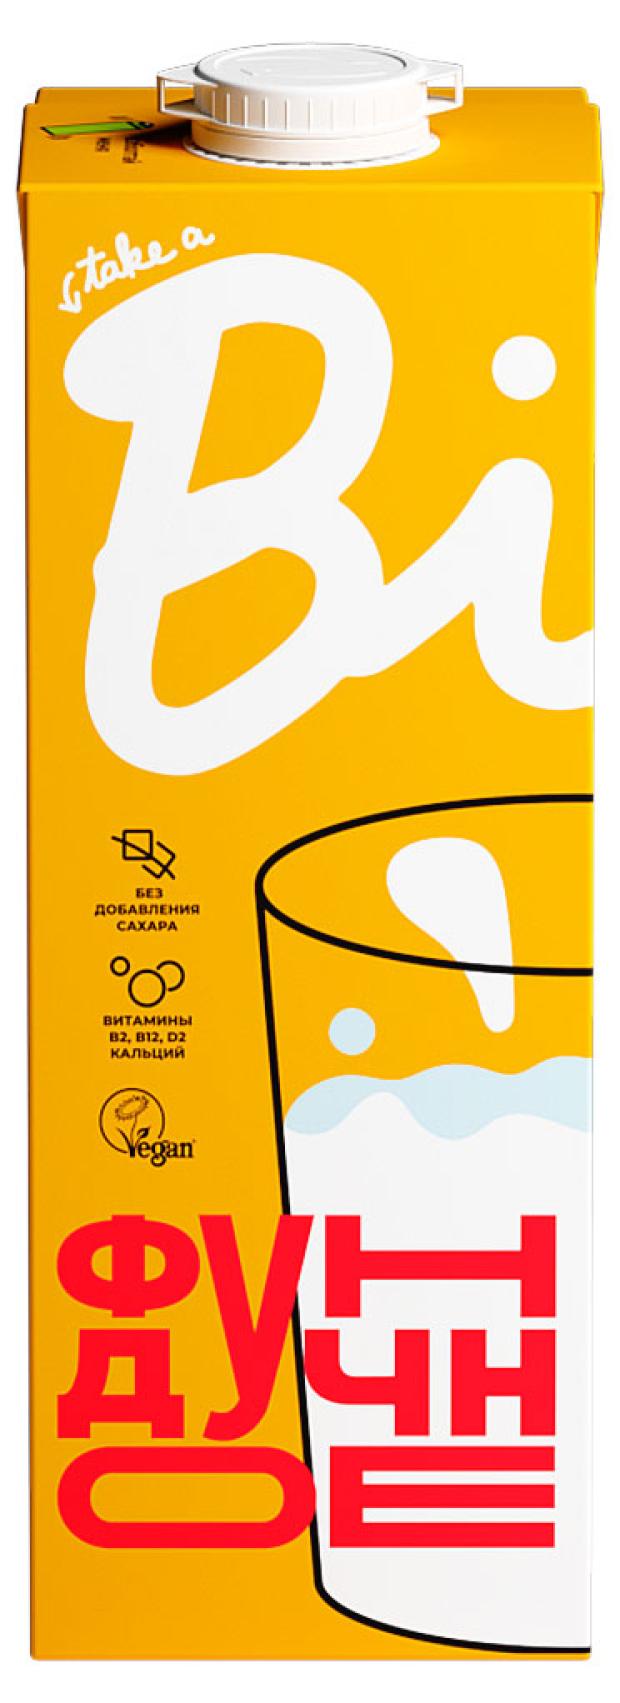 take a
Bi
БЕЗ
ДОБАВЛЕНИЯ
САХАРА
ВИТАМИНЫ
B2, B12, D2
КАЛЬЦИЙ
Vegan
ФУН
ДУЧН
ОЕ